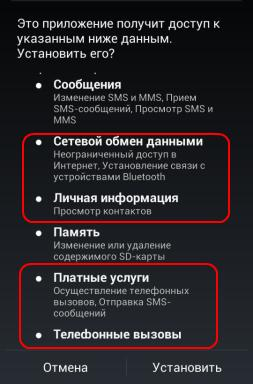 Это приложение получит доступ к
указанным ниже данным.
Установить его?
• Сообщения
Изменение SMS и MMS, Прием
SMS-сообщений, Просмотр SMS и
MMS
• Сетевой обмен данными
Неограниченный доступ в
Интернет, Установление связи с
устройствами Bluetooth
• Личная информация
Просмотр контактов
• Память
Изменение или удаление
содержимого SD-карты
• Платные услуги
Осуществление телефонных
вызовов, Отправка SMS-
сообщений
• Телефонные вызовы
Отмена
Установить